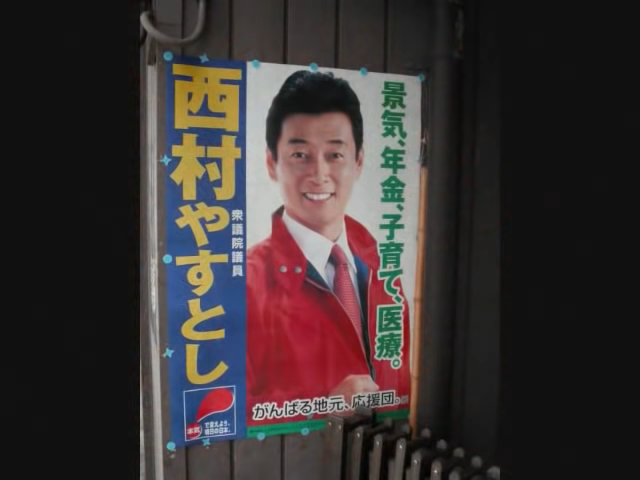 景気、年金、子育て、医療。
西村やすとし
衆議院議員
がんばる地元、応援団。